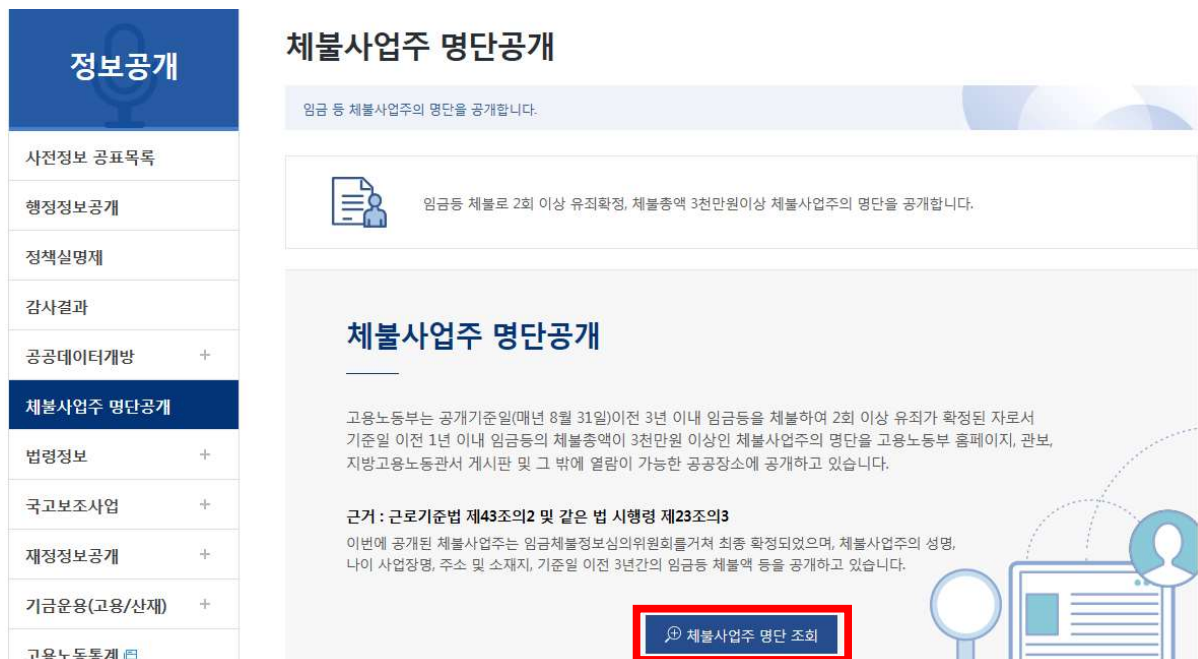 정보공개
사전정보 공표목록
행정정보공개
정책실명제
감사결과
공공데이터개방
체불사업주 명단공개
법령정보
국고보조사업
재정정보공개
기금운용(고용/산재)
고용노동통계
체불사업주 명단공개
임금 등 체불사업주의 명단을 공개합니다.
임금등 체불로 2회 이상 유죄확정, 체불총액 3천만원이상 체불사업주의 명단을 공개합니다.
체불사업주 명단공개
고용노동부는 공개기준일(매년 8월 31일)이전 3년 이내 임금등을 체불하여 2회 이상 유죄가 확정된 자로서
기준일 이전 1년 이내 임금등의 체불총액이 3천만원 이상인 체불사업주의 명단을 고용노동부 홈페이지, 관보,
지방고용노동관서 게시판 및 그 밖에 열람이 가능한 공공장소에 공개하고 있습니다.
근거 : 근로기준법 제43조의2 및 같은 법 시행령 제23조의3
이번에 공개된 체불사업주는 임금체불정보심의위원회를거쳐 최종 확정되었으며, 체불사업주의 성명,
나이 사업장명, 주소 및 소재지, 기준일 이전 3년간의 임금등 체불액 등을 공개하고 있습니다.
체불사업주 명단 조회